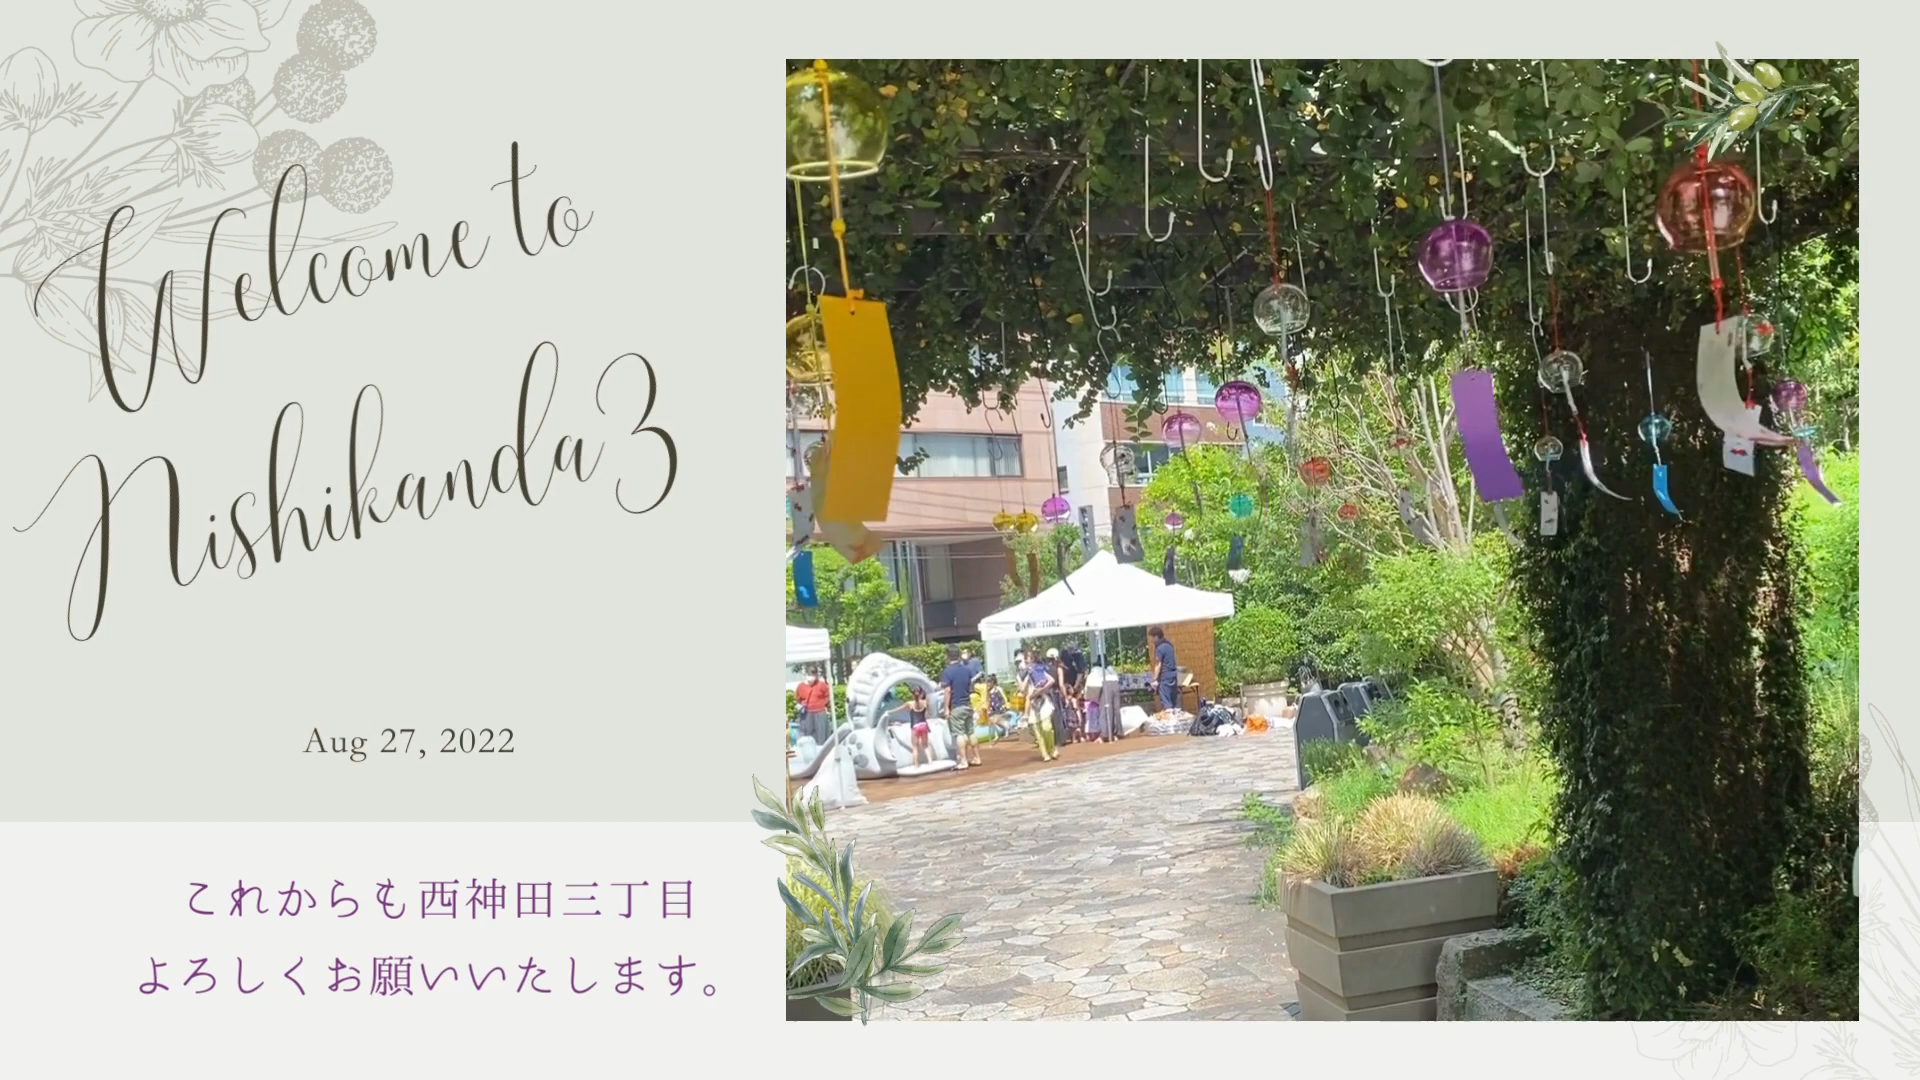 Welcome to
Nishikanda3
Aug 27, 2022
これからも西神田三丁目
よろしくお願いいたします。